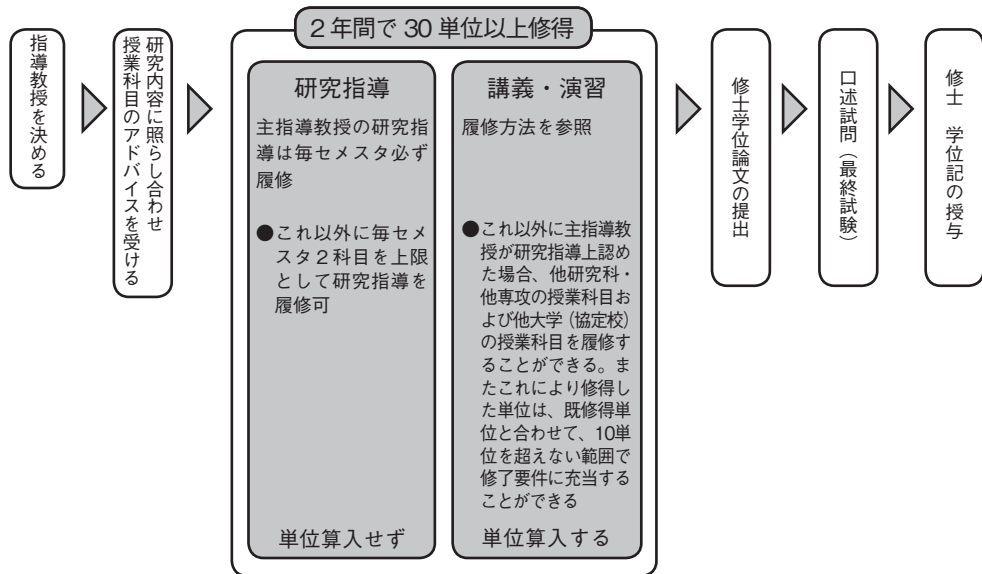 指導教授を決める
研究内容に照らし合わせ
授業科目のアドバイスを受ける
2年間で30単位以上修得
研究指導
主指導教授の研究指
導は毎セメスタ必ず
履修
●これ以外に毎セメ
スタ2科目を上限
として研究指導を
履修可
単位算入せず
講義・演習
履修方法を参照
●これ以外に主指導教
授が研究指導上認め
た場合、他研究科・
他専攻の授業科目お
よび他大学（協定校）
の授業科目を履修す
ることができる。ま
たこれにより修得し
た単位は、既修得単
位と合わせて、10単
位を超えない範囲で
修了要件に充当する
ことができる
単位算入する
修士学位論文の提出
口述試問（最終試験）
修士　学位記の授与